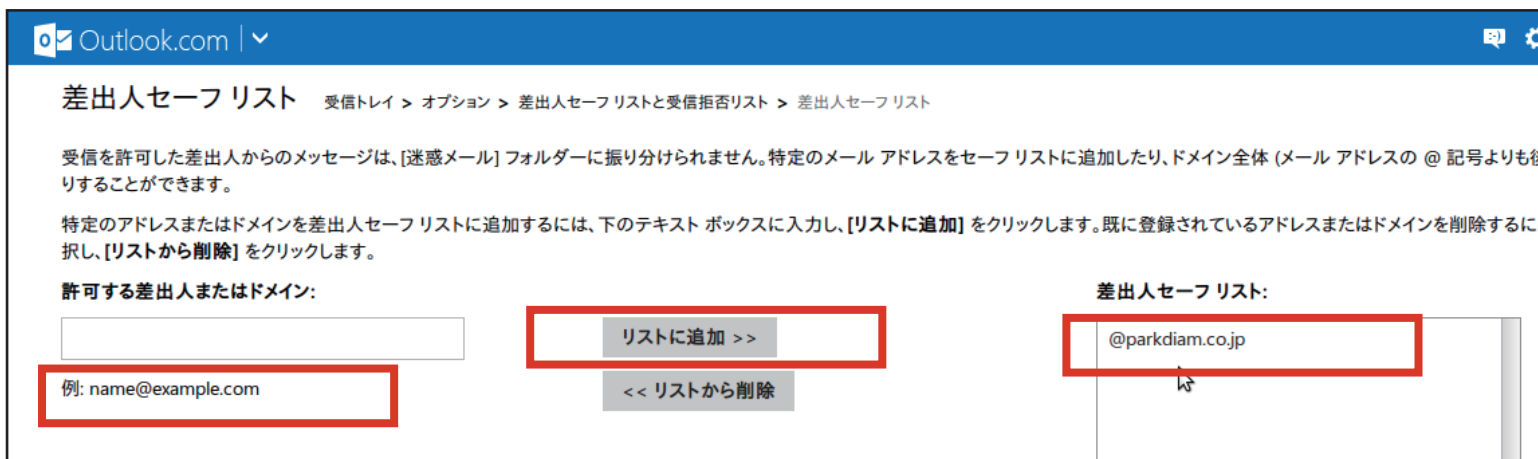 Outlook.com
差出人セーフ リスト 受信トレイ > オプション > 差出人セーフ リストと受信拒否リスト > 差出人セーフ リスト
受信を許可した差出人からのメッセージは、[迷惑メール] フォルダーに振り分けられません。特定のメール アドレスをセーフ リストに追加したり、ドメイン全体 (メール アドレスの @ 記号よりも
りすることができます。
特定のアドレスまたはドメインを差出人セーフ リストに追加するには、下のテキスト ボックスに入力し、[リストに追加] をクリックします。既に登録されているアドレスまたはドメインを削除するに
択し、[リストから削除] をクリックします。
許可する差出人またはドメイン: 差出人セーフ リスト:
リストに追加 >> @parkdiam.co.jp
例: name@example.com << リストから削除